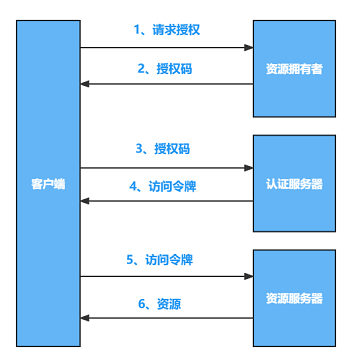 1、请求授权
2、授权码
资源拥有者
3、授权码
客户端
4、访问令牌
认证服务器
5、访问令牌
6、资源
资源服务器